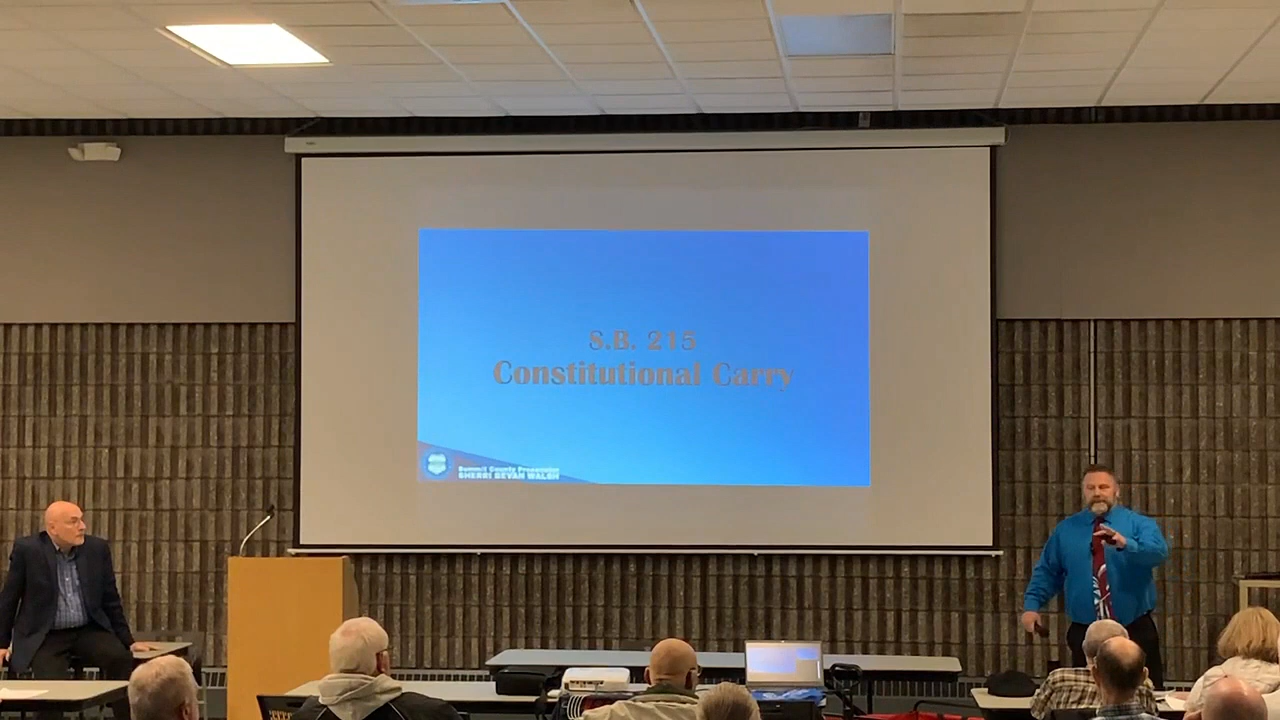 S.B. 215
Constitutional Carry
Summit County Prosecutor
SHERRI BEVAN WALSH